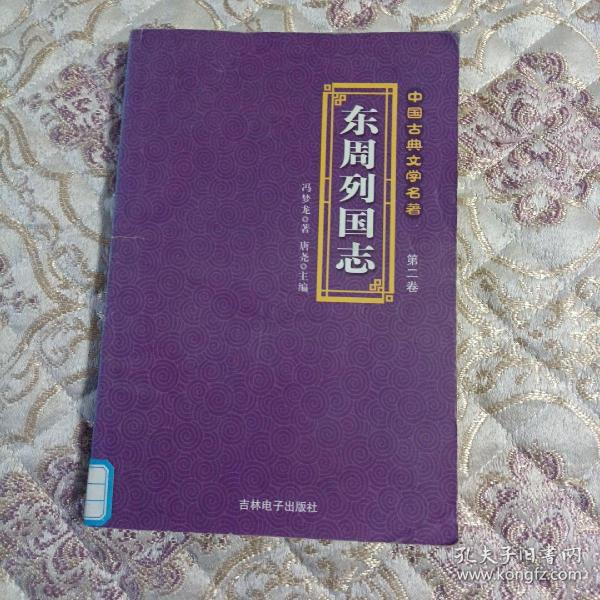 中国古典文学名著
第二卷
东周列国志
冯梦龙◎著 唐尧◎主编
吉林电子出版社
孔夫子旧书网
www.kongfz.com